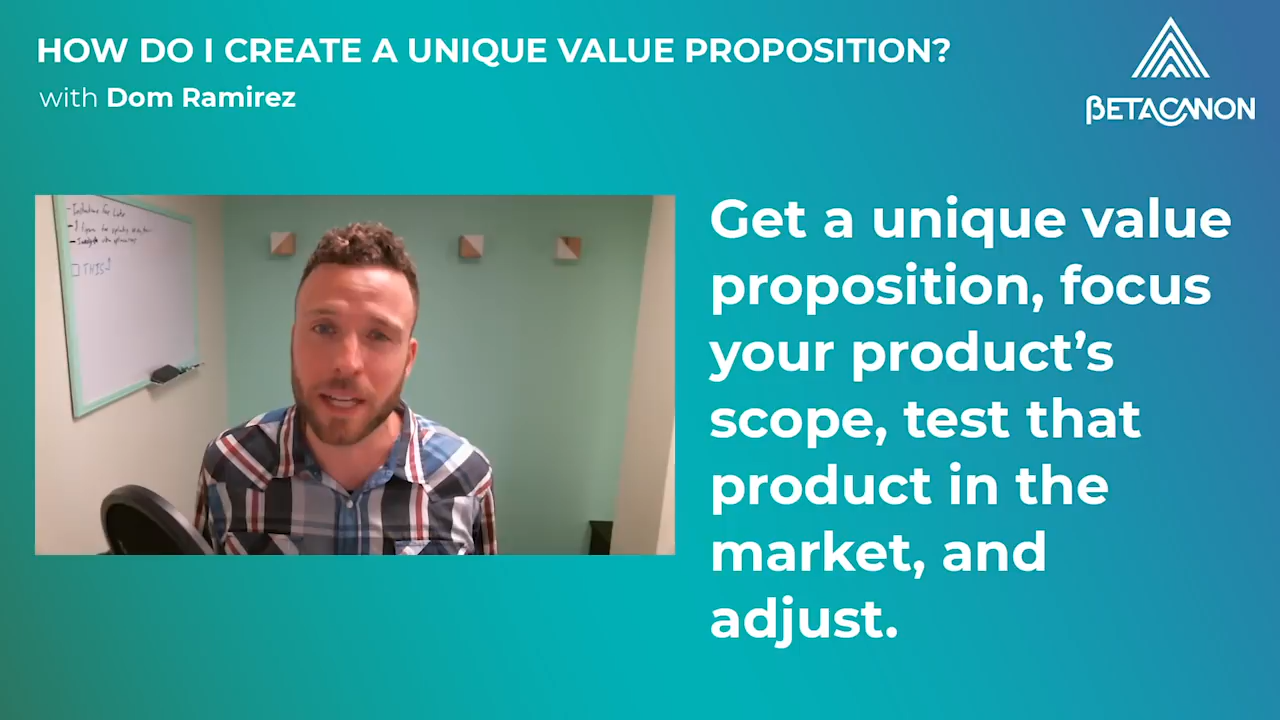 HOW DO I CREATE A UNIQUE VALUE PROPOSITION?
with Dom Ramirez
BETACANON
THIS
Get a unique value
proposition, focus
your product’s
scope, test that
product in the
market, and
adjust.